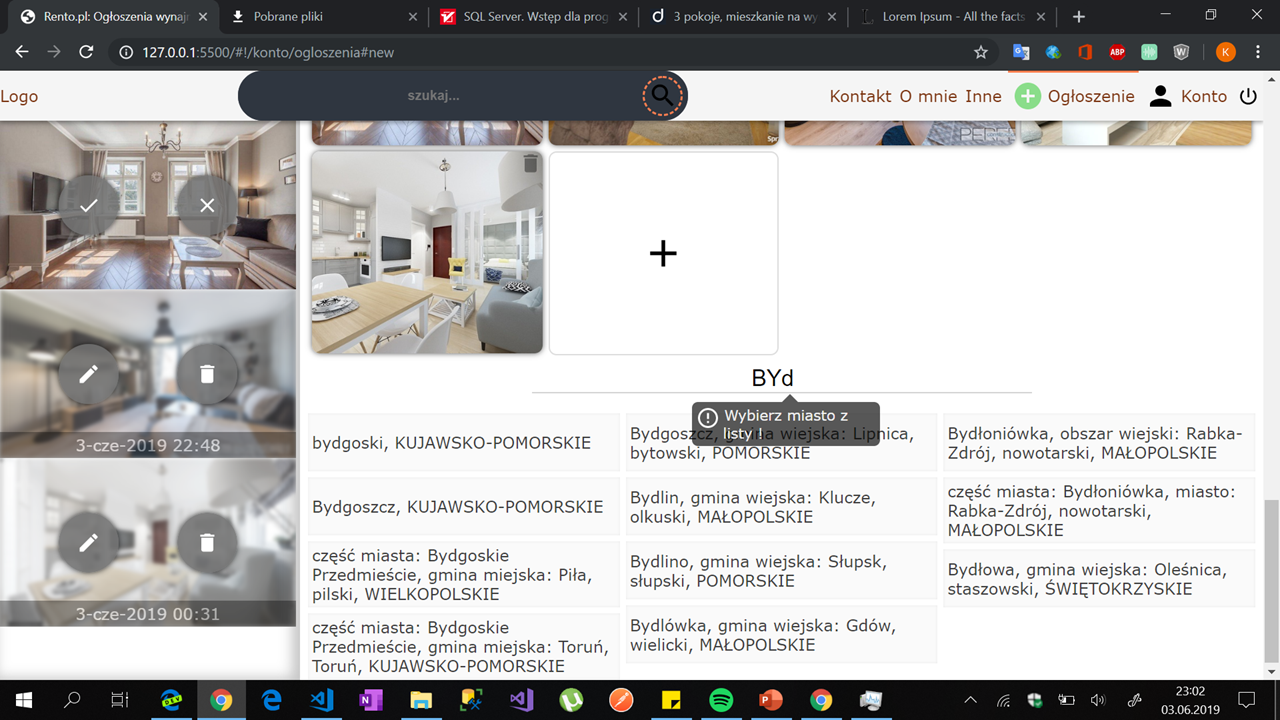 Rento.pl: Ogłoszenia wynaj
Pobrane pliki
SQL Server. Wstęp dla prog
3 pokoje, mieszkanie na wy
Lorem Ipsum - All the facts
127.0.0.1:5500/#!/konto/ogloszenia#new
ABP
W
K
Logo
szukaj...
Kontakt O mnie Inne
Ogłoszenie
Konto
3-cze-2019 22:48
3-cze-2019 00:31
BYd
Wybierz miasto z
listy !
bydgoski, KUJAWSKO-POMORSKIE
Bydgoszcz, KUJAWSKO-POMORSKIE
część miasta: Bydgoskie
Przedmieście, gmina miejska: Piła,
pilski, WIELKOPOLSKIE
część miasta: Bydgoskie
Przedmieście, gmina miejska: Toruń,
Toruń, KUJAWSKO-POMORSKIE
Bydgoszcz, gmina wiejska: Lipnica,
bytowski, POMORSKIE
Bydlin, gmina wiejska: Klucze,
olkuski, MAŁOPOLSKIE
Bydlino, gmina wiejska: Słupsk,
słupski, POMORSKIE
Bydlówka, gmina wiejska: Gdów,
wielicki, MAŁOPOLSKIE
Bydłoniówka, obszar wiejski: Rabka-
Zdrój, nowotarski, MAŁOPOLSKIE
część miasta: Bydłoniówka, miasto:
Rabka-Zdrój, nowotarski,
MAŁOPOLSKIE
Bydłowa, gmina wiejska: Oleśnica,
staszowski, ŚWIĘTOKRZYSKIE
23:02
03.06.2019